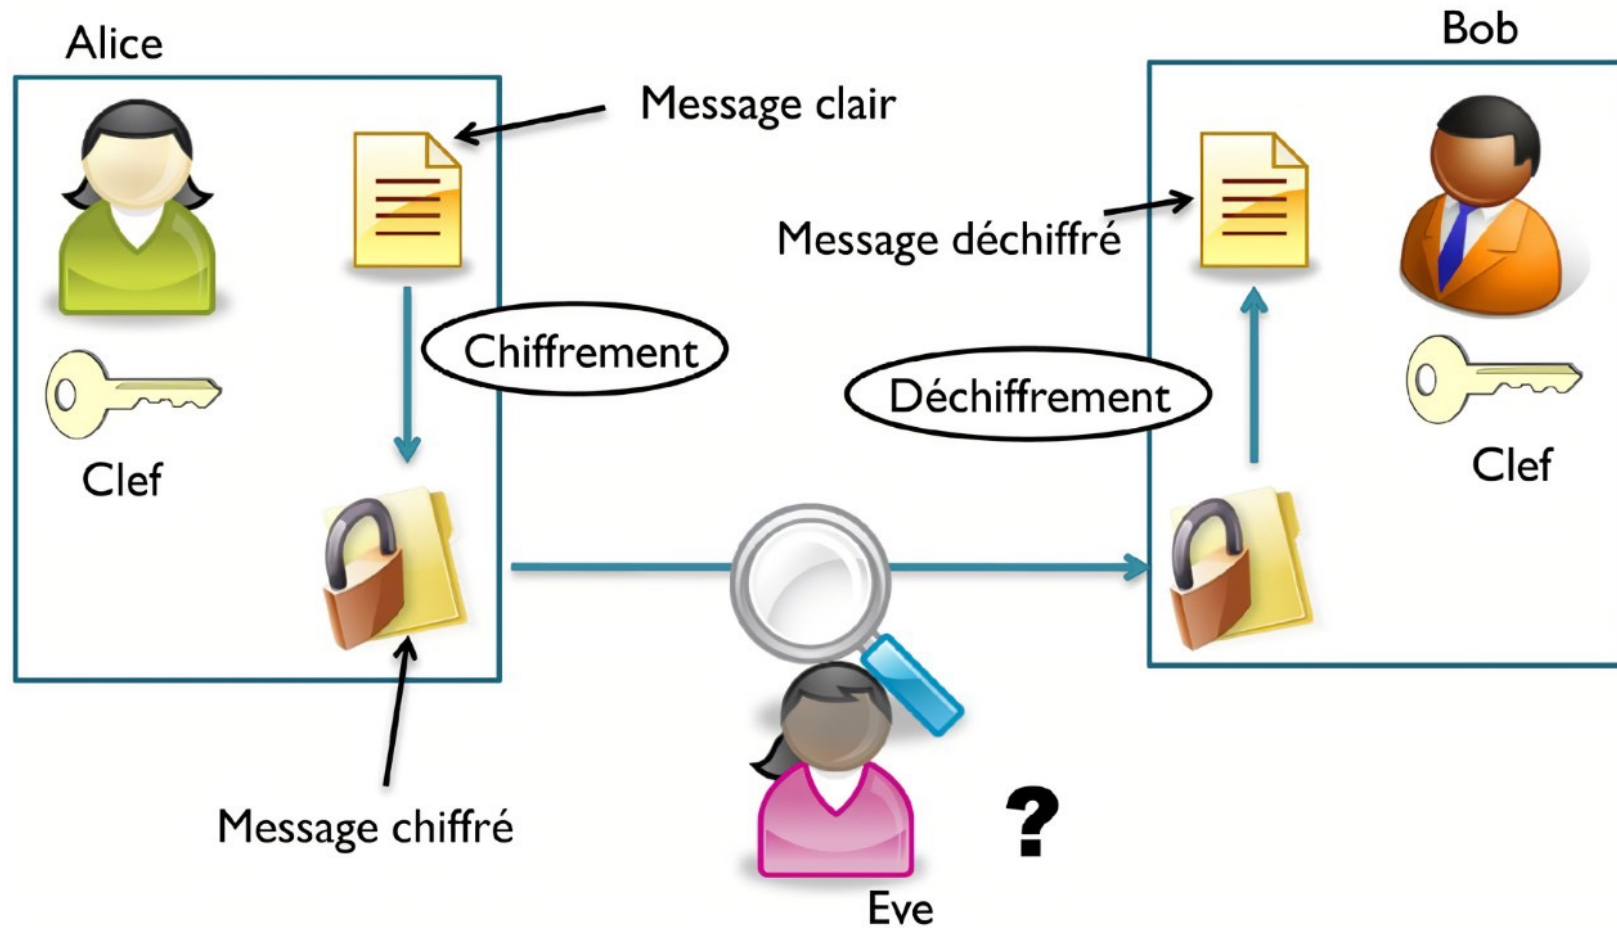 Alice
Bob
Message clair
Message déchiffré
Chiffrement
Déchiffrement
Clef
Clef
Message chiffré
?
Eve